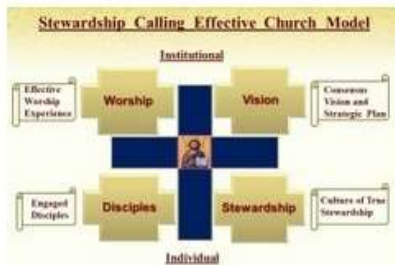 Stewardship Calling Effective Church Model
Institutional
Effective
Worship
Experience
Worship
Vision
Consensus
Vision and
Strategic Plan
Engaged
Disciples
Disciples
Stewardship
Culture of True
Stewardship
Individual